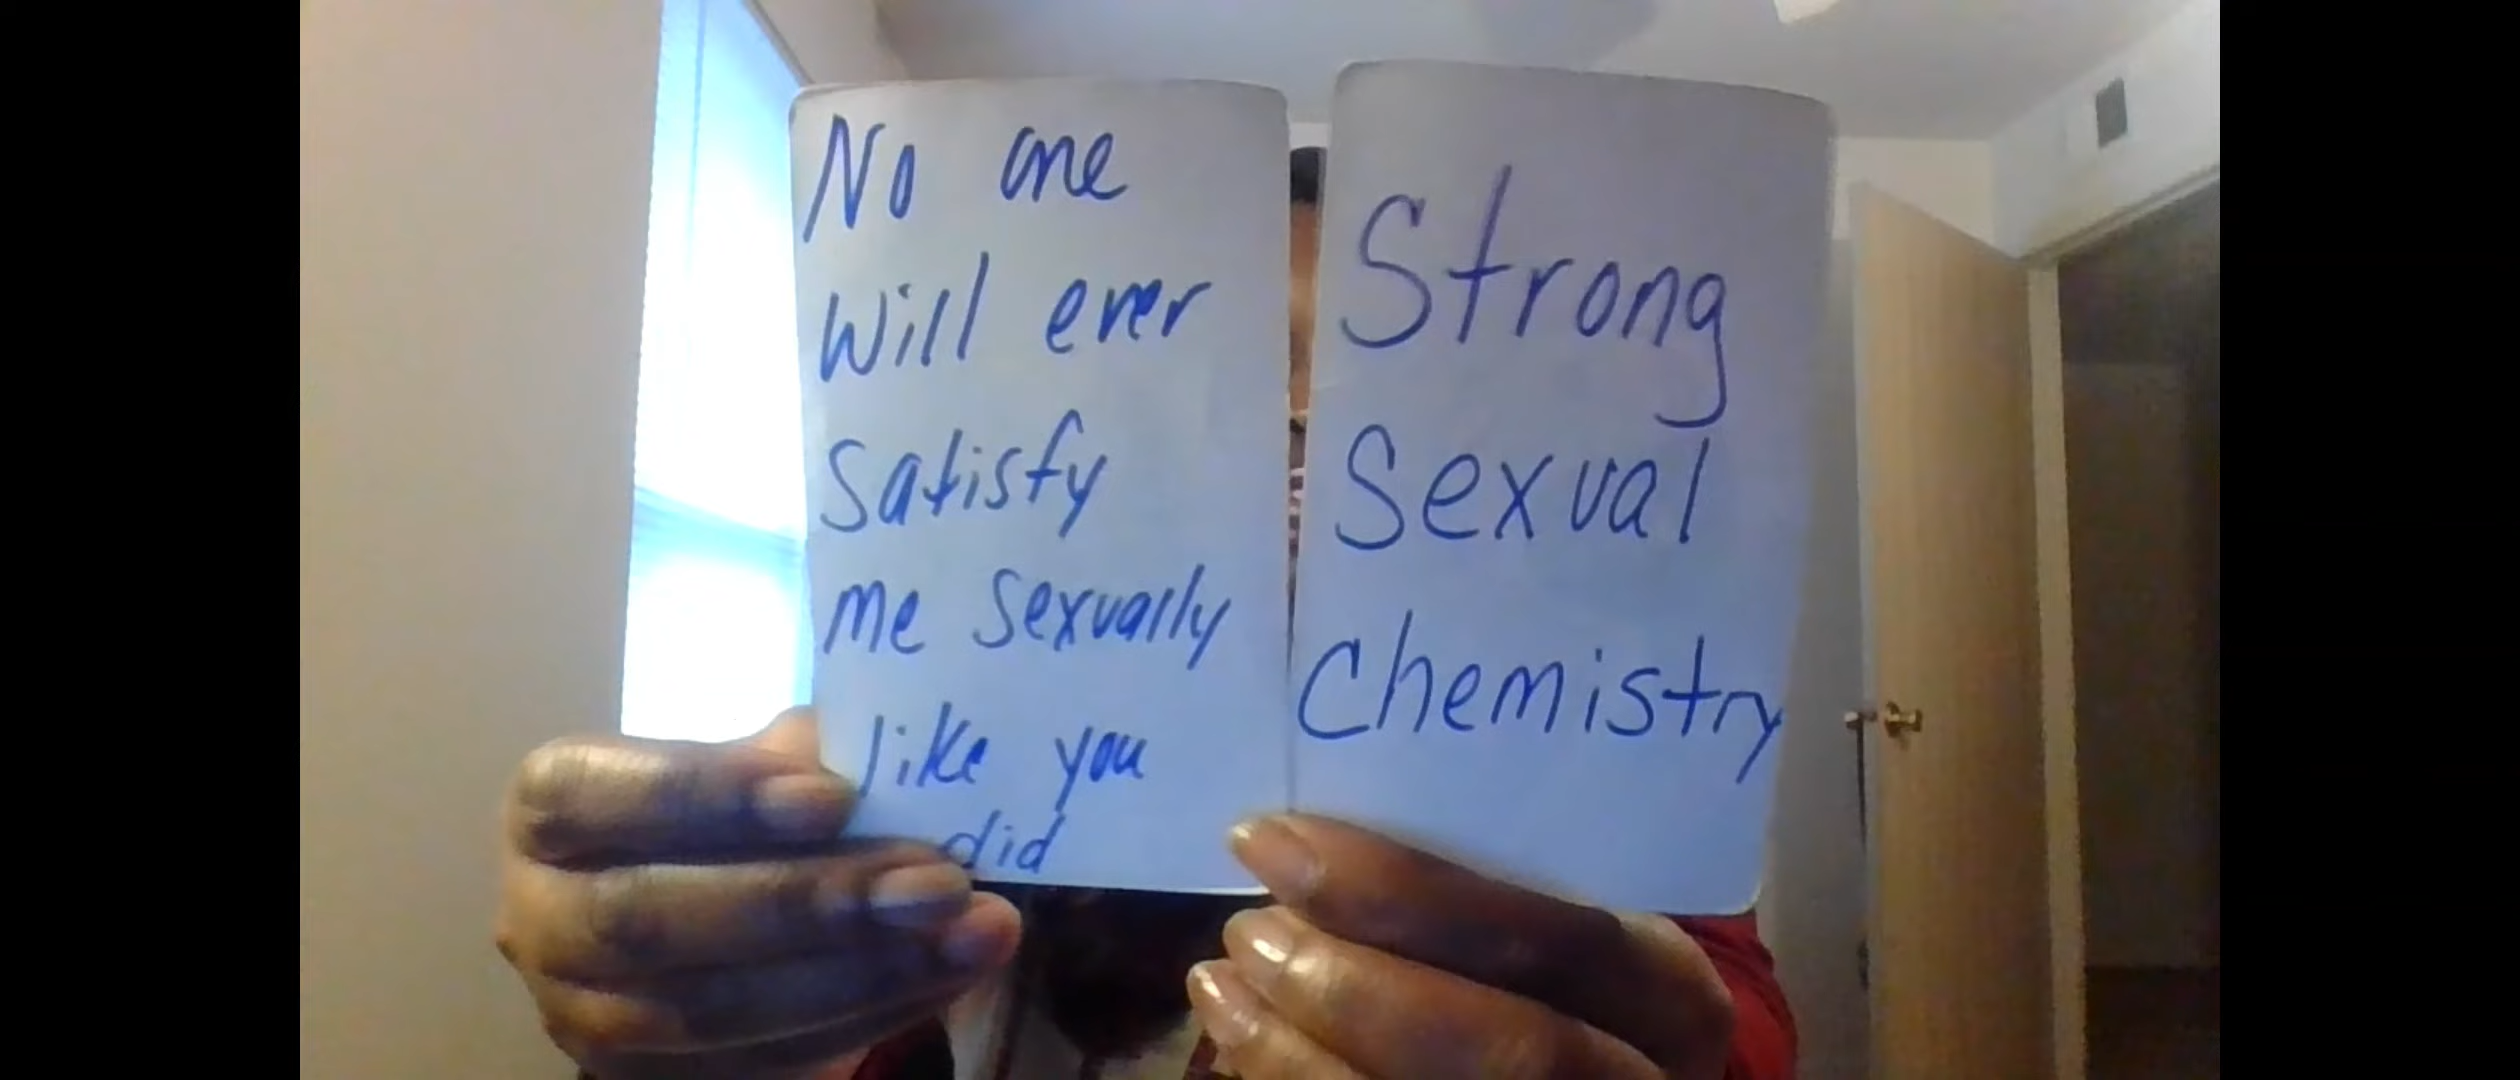 No one
Will ever
Satisfy
me sexually
like you
did
Strong
Sexual
Chemistry